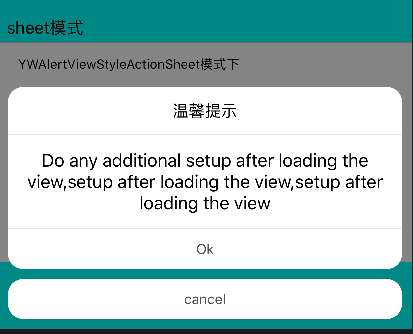 sheet模式
YWAlertViewStyleActionSheet模式下
温馨提示
Do any additional setup after loading the
view,setup after loading the view,setup after
loading the view
Ok
cancel